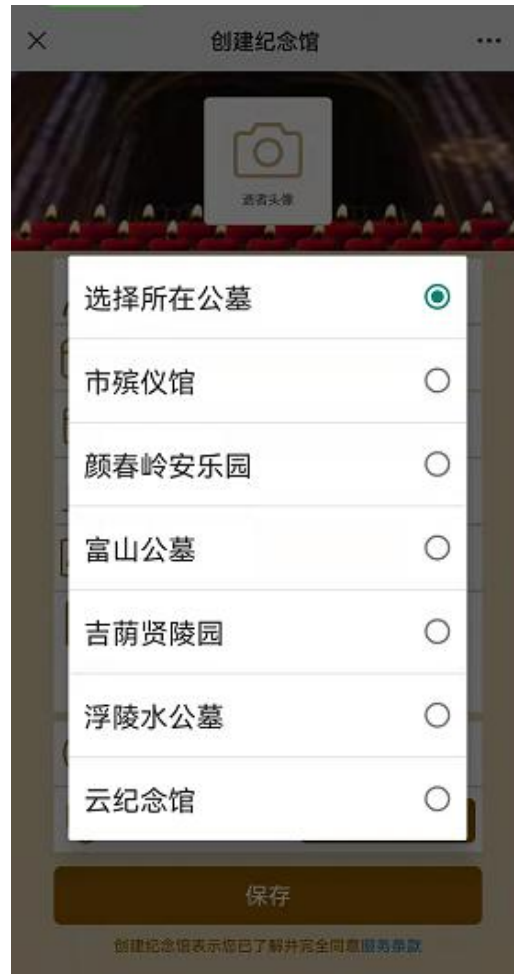 创建纪念馆
逝者头像
选择所在公墓
市殡仪馆
颜春岭安乐园
富山公墓
吉荫贤陵园
浮陵水公墓
云纪念馆
保存
创建纪念馆表示您已了解并完全同意服务条款